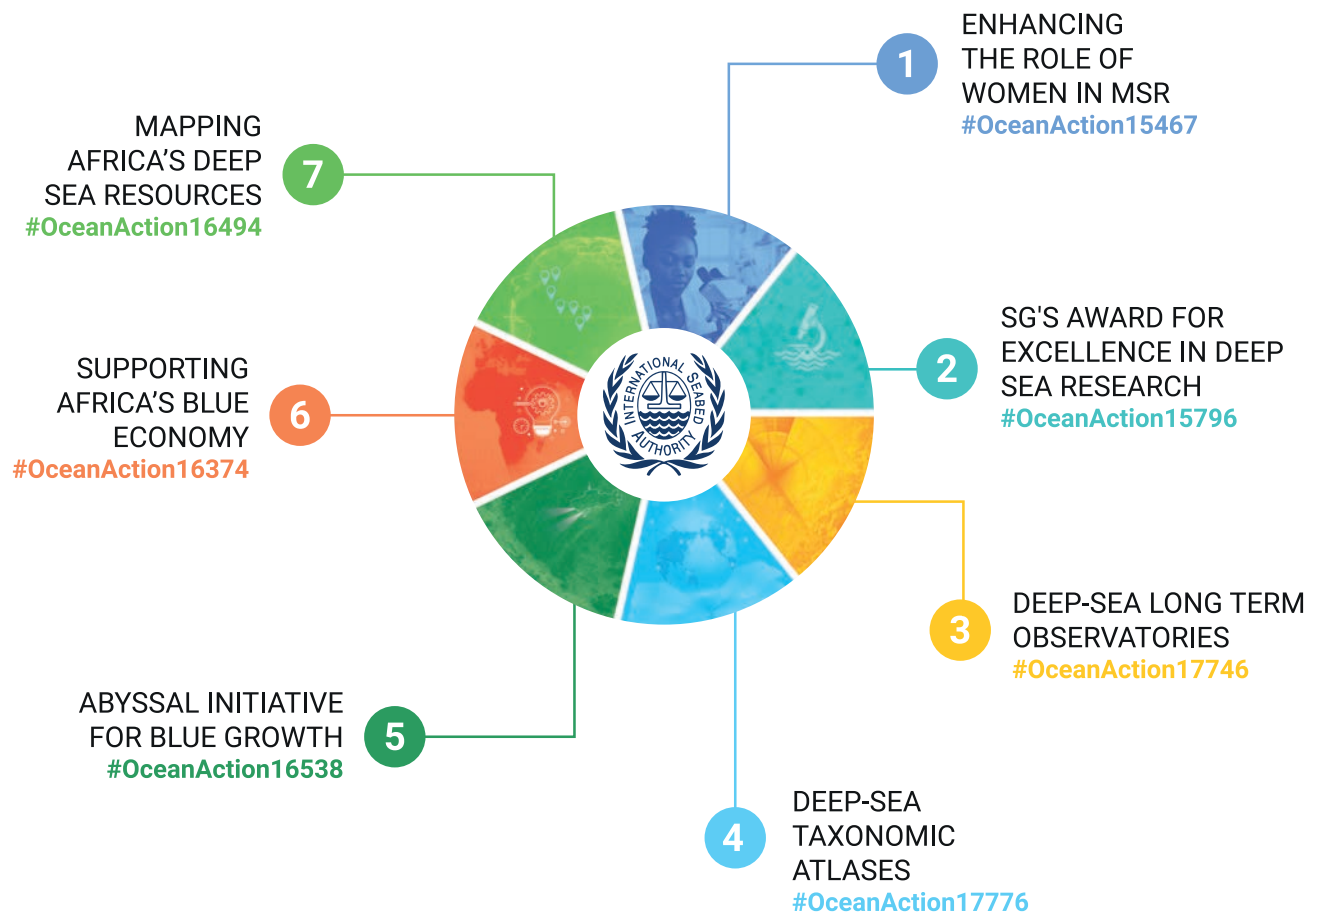 1
ENHANCING
THE ROLE OF
WOMEN IN MSR
#OceanAction15467
2
SG'S AWARD FOR
EXCELLENCE IN DEEP
SEA RESEARCH
#OceanAction15796
3
DEEP-SEA LONG TERM
OBSERVATORIES
#OceanAction17746
4
DEEP-SEA
TAXONOMIC
ATLASES
#OceanAction17776
5
ABYSSAL INITIATIVE
FOR BLUE GROWTH
#OceanAction16538
6
SUPPORTING
AFRICA’S BLUE
ECONOMY
#OceanAction16374
7
MAPPING
AFRICA’S DEEP
SEA RESOURCES
#OceanAction16494
INTERNATIONAL SEABED
AUTHORITY